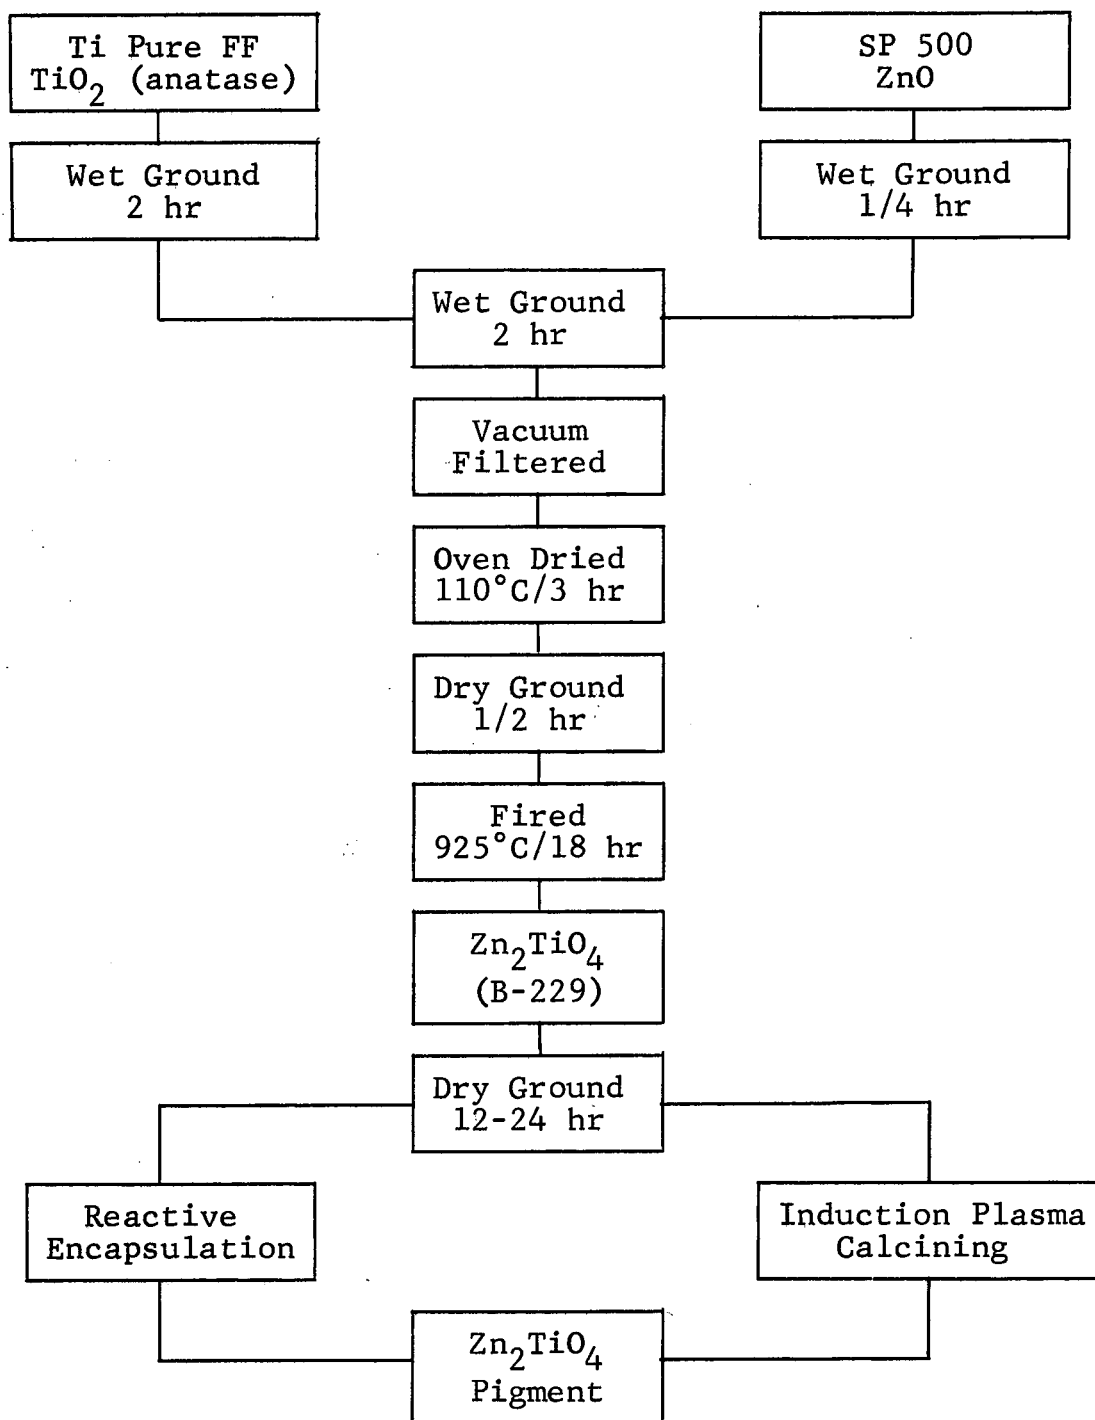 Ti Pure FF
TiO₂ (anatase)
SP 500
ZnO
Wet Ground
2 hr
Wet Ground
1/4 hr
Wet Ground
2 hr
Vacuum
Filtered
Oven Dried
110°C/3 hr
Dry Ground
1/2 hr
Fired
925°C/18 hr
Zn₂TiO₄
(B-229)
Dry Ground
12-24 hr
Reactive
Encapsulation
Induction Plasma
Calcining
Zn₂TiO₄
Pigment